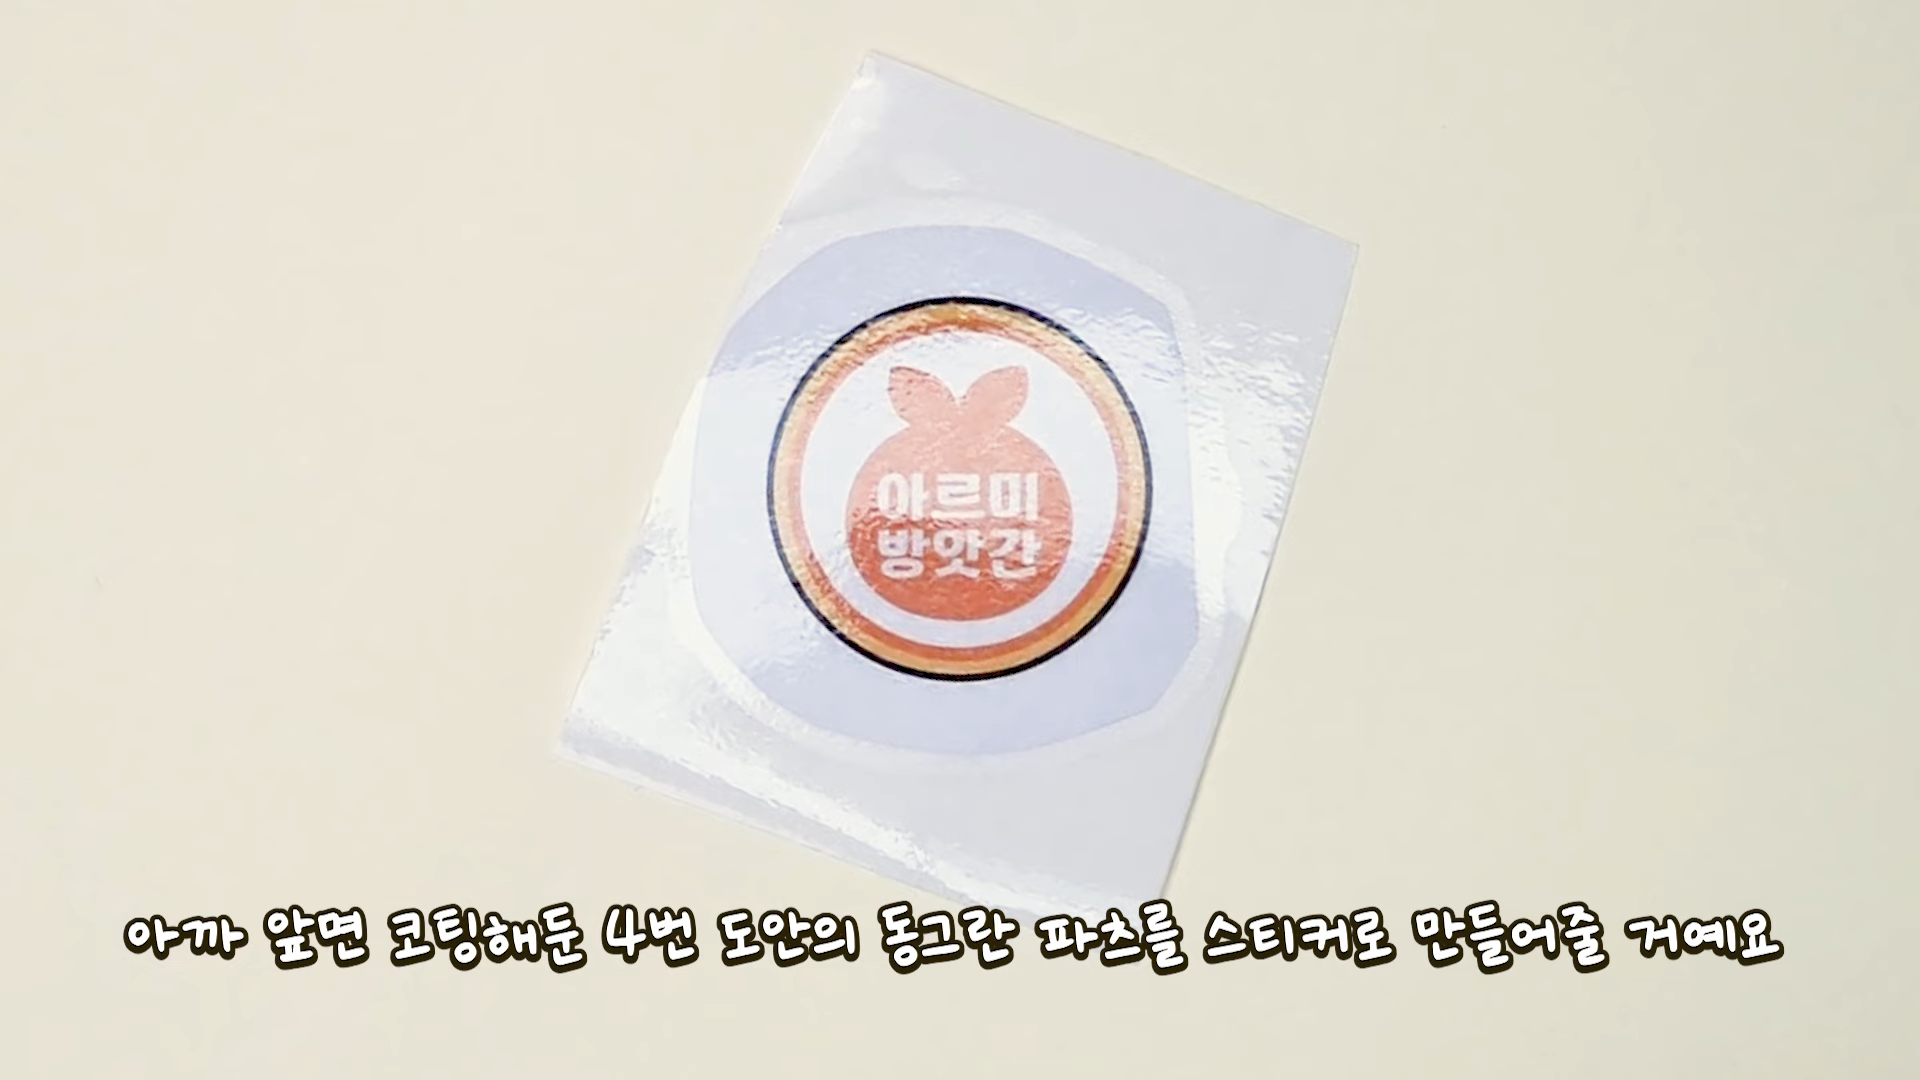 아르미
방앗간
아까 앞면 코팅해둔 4번 도안의 동그란 파츠를 스티커로 만들어줄 거예요